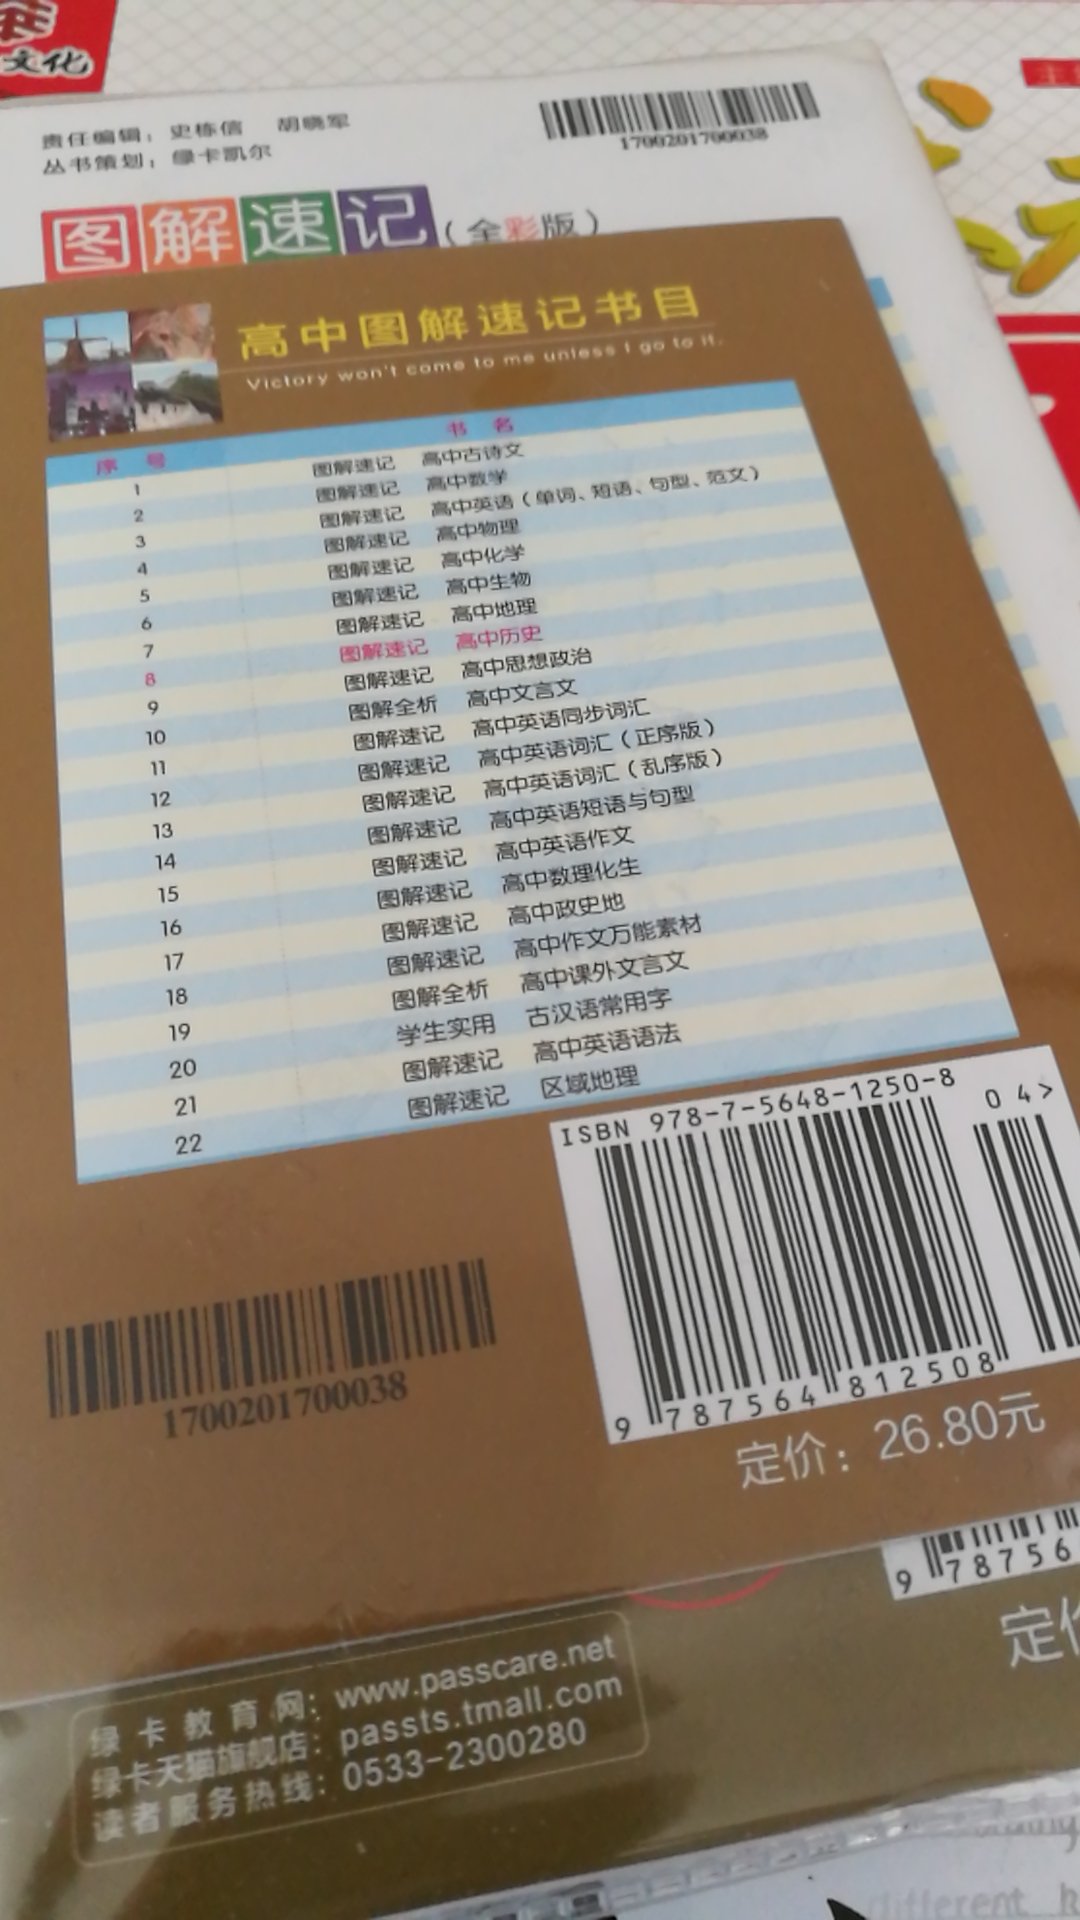 文化
责任编辑：史栋信 胡晓军
丛书策划：绿卡凯尔
1700201700038
图解速记（全彩版）
高中图解速记书目
Victory won't come to me unless I go to it.
序 号 书 名
1 图解速记 高中古诗文
2 图解速记 高中数学
3 图解速记 高中英语（单词、短语、句型、范文）
4 图解速记 高中物理
5 图解速记 高中化学
6 图解速记 高中生物
7 图解速记 高中地理
8 图解速记 高中历史
9 图解速记 高中思想政治
10 图解全析 高中文言文
11 图解速记 高中英语同步词汇
12 图解速记 高中英语词汇（正序版）
13 图解速记 高中英语词汇（乱序版）
14 图解速记 高中英语短语与句型
15 图解速记 高中英语作文
16 图解速记 高中数理化生
17 图解速记 高中政史地
18 图解速记 高中作文万能素材
19 图解全析 高中课外文言文
20 学生实用 古汉语常用字
21 图解速记 高中英语语法
22 图解速记 区域地理
ISBN 978-7-5648-1250-8
04>
9 787564 812508
1700201700038
定价：26.80元
9 78756
定
绿卡教育网：www.passcare.net
绿卡天猫旗舰店：passts.tmall.com
读者服务热线：0533-2300280
different